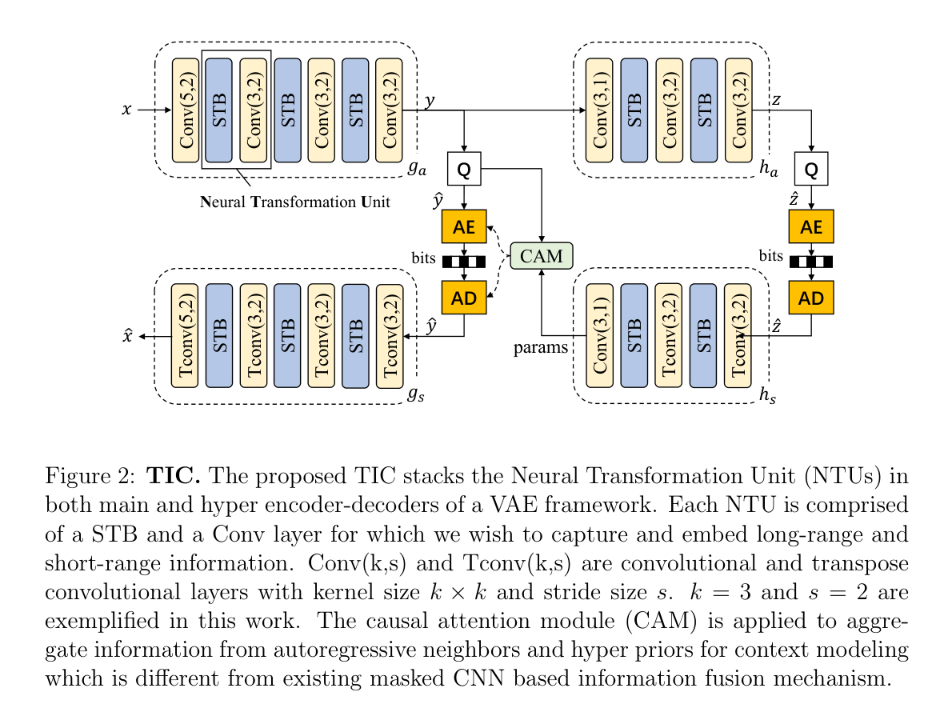 x
Conv(5,2)
STB
Conv(3,2)
STB
Conv(3,2)
STB
Conv(3,2)
g_a
y
Conv(3,1)
STB
Conv(3,2)
STB
Conv(3,2)
h_a
z
Neural Transformation Unit
Q
ŷ
AE
bits
AD
ŷ
CAM
Q
ẑ
AE
bits
AD
ẑ
x̂
Tconv(5,2)
STB
Tconv(3,2)
STB
Tconv(3,2)
STB
Tconv(3,2)
g_s
params
Conv(3,1)
STB
Tconv(3,2)
STB
Tconv(3,2)
h_s
Figure 2: TIC. The proposed TIC stacks the Neural Transformation Unit (NTUs) in
both main and hyper encoder-decoders of a VAE framework. Each NTU is comprised
of a STB and a Conv layer for which we wish to capture and embed long-range and
short-range information. Conv(k,s) and Tconv(k,s) are convolutional and transpose
convolutional layers with kernel size k × k and stride size s. k = 3 and s = 2 are
exemplified in this work. The causal attention module (CAM) is applied to aggre-
gate information from autoregressive neighbors and hyper priors for context modeling
which is different from existing masked CNN based information fusion mechanism.